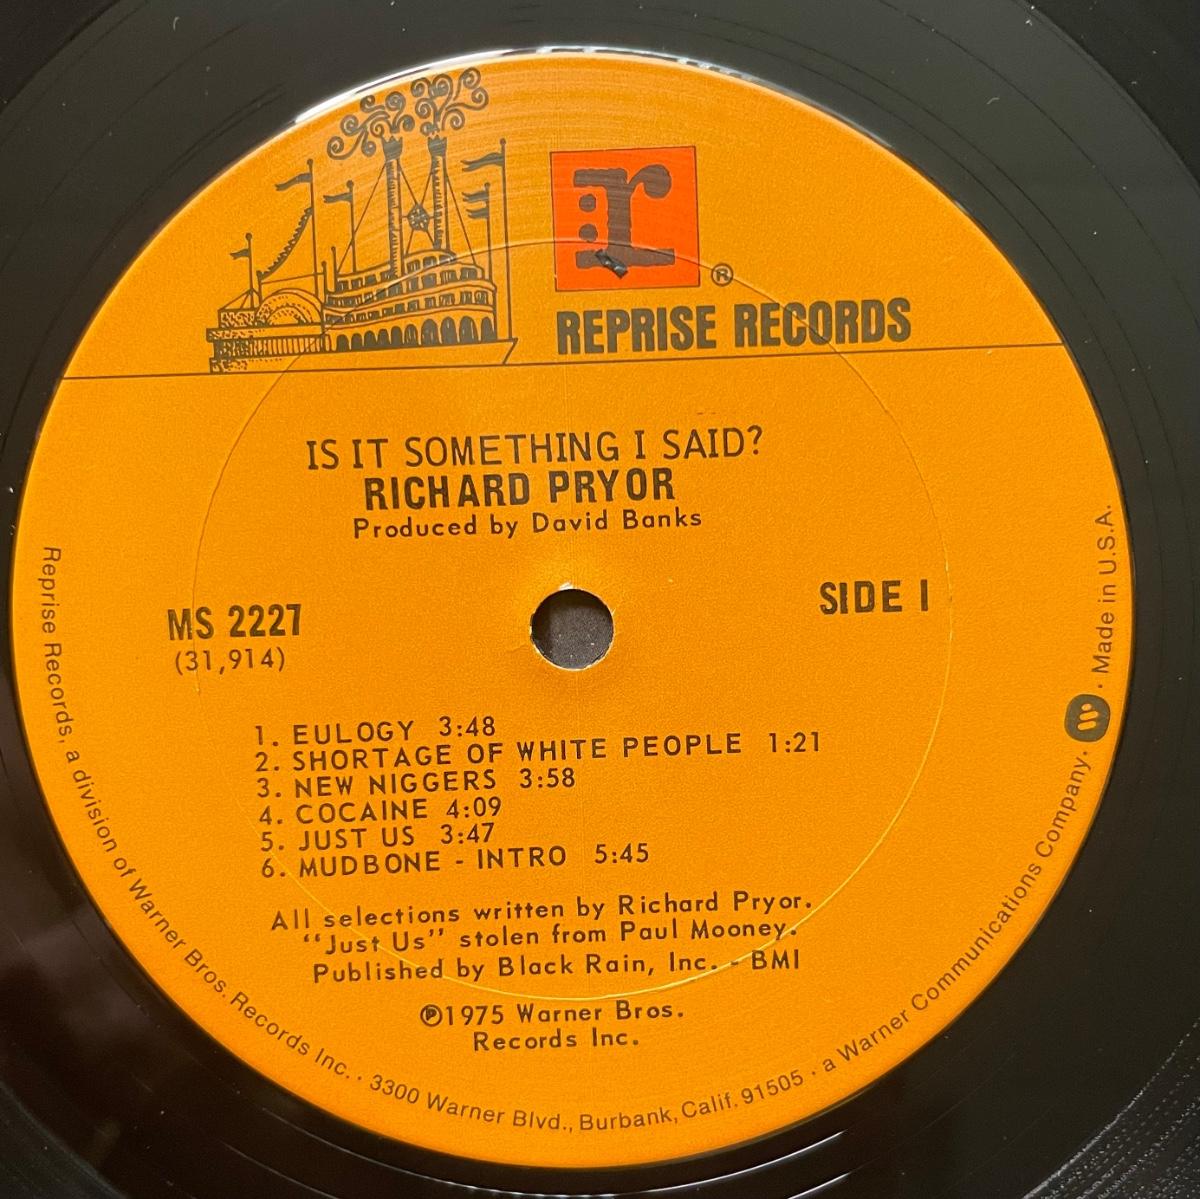 r
®
REPRISE RECORDS
IS IT SOMETHING I SAID?
RICHARD PRYOR
Produced by David Banks
MS 2227
(31,914)
SIDE 1
1. EULOGY 3:48
2. SHORTAGE OF WHITE PEOPLE 1:21
3. NEW NIGGERS 3:58
4. COCAINE 4:09
5. JUST US 3:47
6. MUDBONE - INTRO 5:45
All selections written by Richard Pryor.
"Just Us" stolen from Paul Mooney.
Published by Black Rain, Inc. - BMI
℗1975 Warner Bros.
Records Inc.
Reprise Records, a division of Warner Bros. Records Inc. · 3300 Warner Blvd., Burbank, Calif. 91505 · a Warner Communications Company · W · Made in U.S.A.